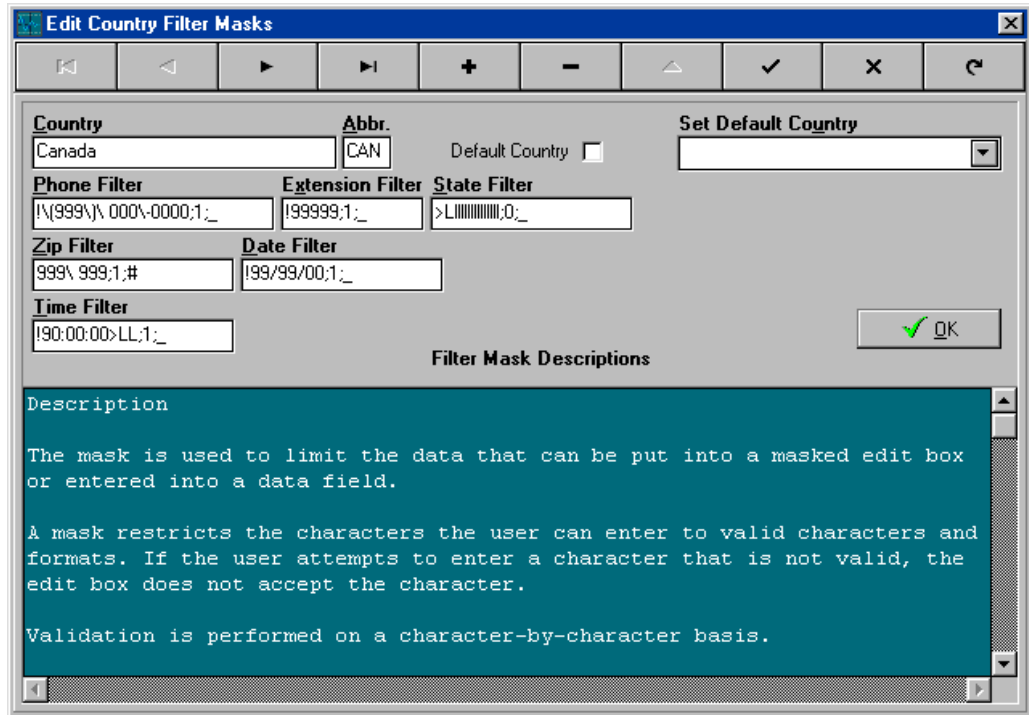 Edit Country Filter Masks
Country Abbr. Set Default Country
Canada CAN Default Country
Phone Filter Extension Filter State Filter
!\(999\)\ 000\-0000;1;_ !99999;1;_
Zip Filter Date Filter
999\ 999;1;# !99/99/00;1;_
Time Filter
!90:00:00>LL;1;_ OK
Filter Mask Descriptions
Description
The mask is used to limit the data that can be put into a masked edit box
or entered into a data field.
A mask restricts the characters the user can enter to valid characters and
formats. If the user attempts to enter a character that is not valid, the
edit box does not accept the character.
Validation is performed on a character-by-character basis.